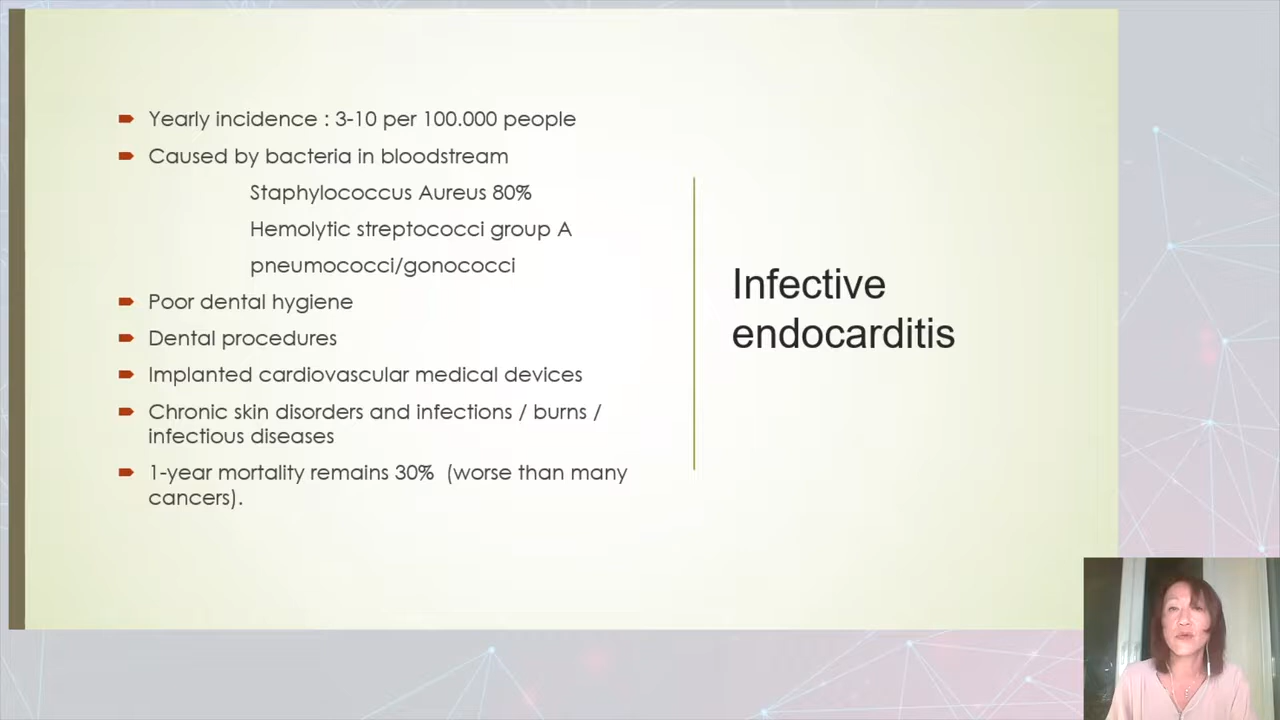 Yearly incidence : 3-10 per 100.000 people
Caused by bacteria in bloodstream
Staphylococcus Aureus 80%
Hemolytic streptococci group A
pneumococci/gonococci
Poor dental hygiene
Dental procedures
Implanted cardiovascular medical devices
Chronic skin disorders and infections / burns /
infectious diseases
1-year mortality remains 30% (worse than many
cancers).
Infective
endocarditis